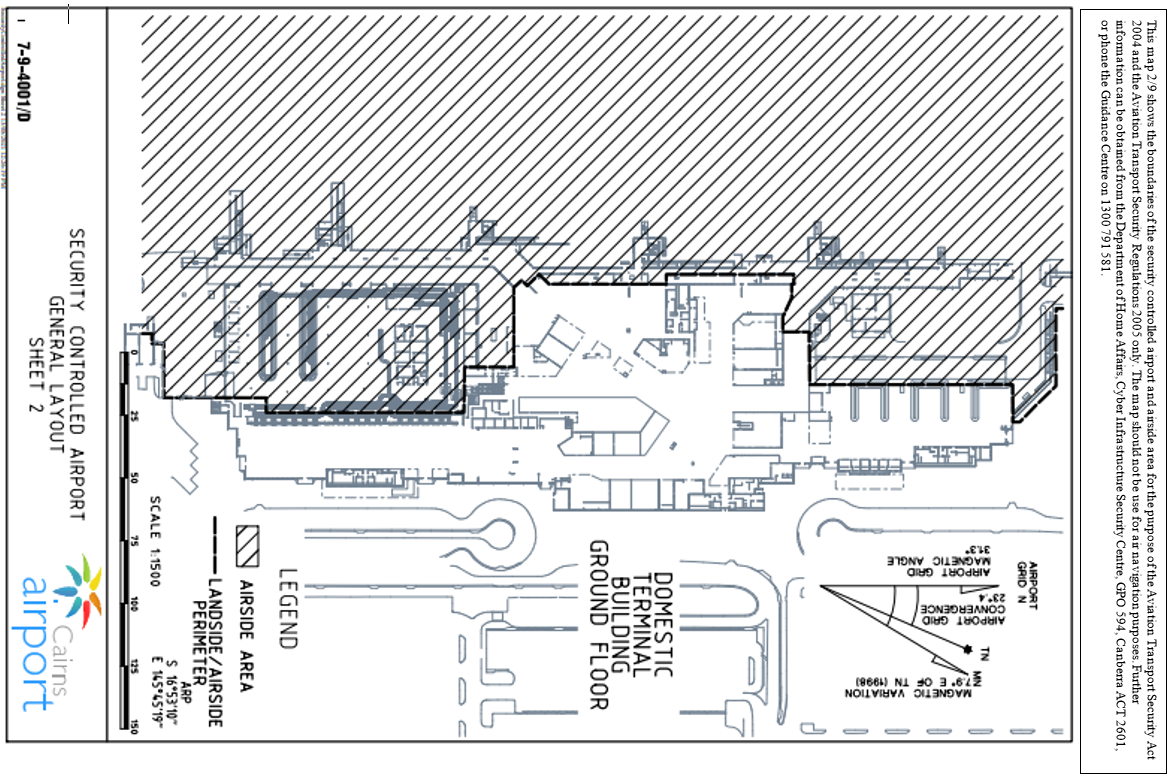 This map 2/9 shows the boundaries of the security controlled airport and airside area for the purpose of the Aviation Transport Security Act
2004 and the Aviation Transport Security Regulations 2005 only. The map should not be use for air navigation purposes. Further
information can be obtained from the Department of Home Affairs, Cyber Infrastructure Security Centre, GPO 594, Canberra ACT 2601,
or phone the Guidance Centre on 1300 791 581.
AIRPORT
GRID N
23°.4
AIRPORT GRID
CONVERGENCE
TN
MN
AIRPORT GRID
MAGNETIC ANGLE
31.3°
MAGNETIC VARIATION
7.9° E OF TN (1998)
DOMESTIC
TERMINAL
BUILDING
GROUND FLOOR
LEGEND
AIRSIDE AREA
LANDSIDE/AIRSIDE
PERIMETER
ARP
S 16°53'10"
E 145°45'19"
SCALE 1:1500
0 25 50 75 100 125 150
SECURITY CONTROLLED AIRPORT
GENERAL LAYOUT
SHEET 2
Cairns
airport
7-9-4001/D